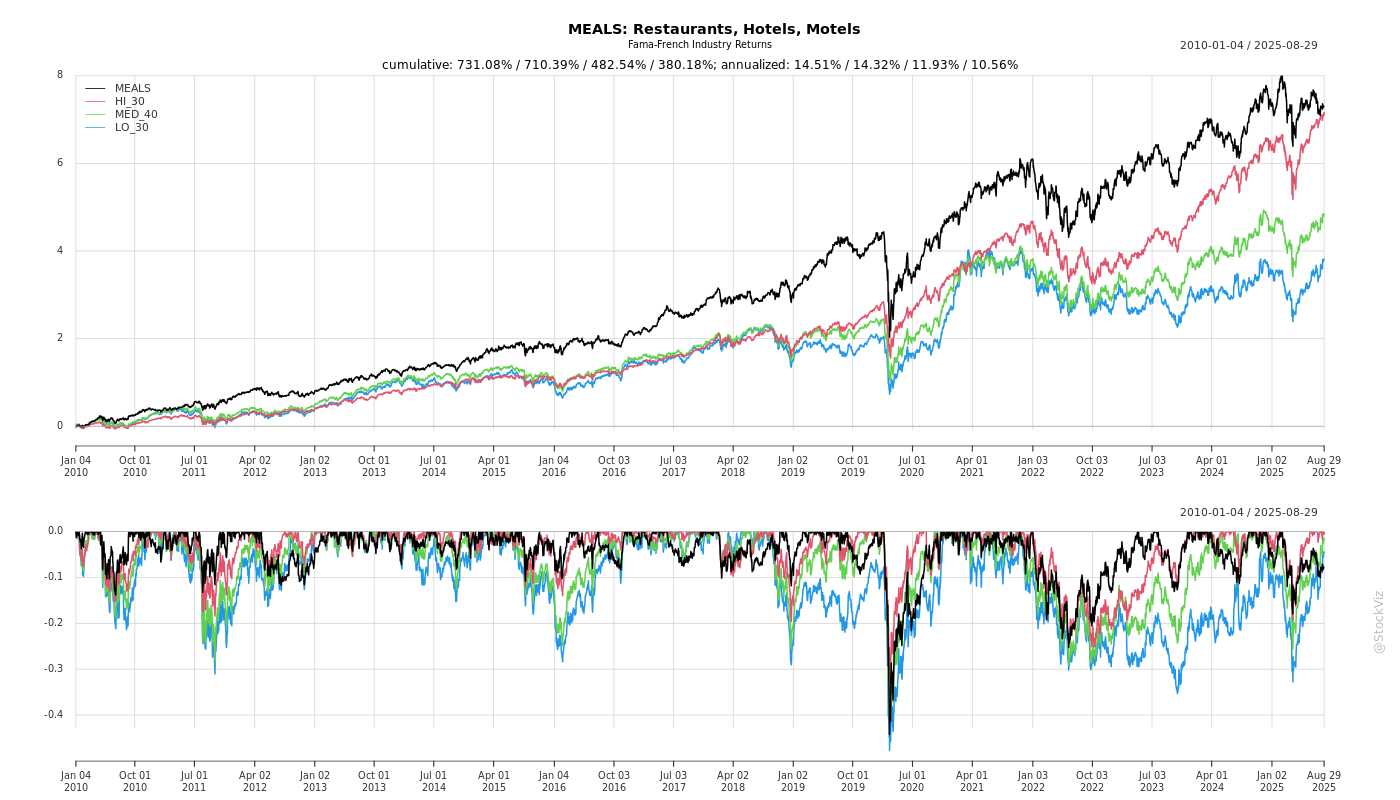 MEALS: Restaurants, Hotels, Motels
Fama-French Industry Returns
2010-01-04 / 2025-08-29
cumulative: 731.08% / 710.39% / 482.54% / 380.18%; annualized: 14.51% / 14.32% / 11.93% / 10.56%
8
MEALS
HI_30
MED_40
LO_30
6
4
2
0
Jan 04 Oct 01 Jul 01 Apr 02 Jan 02 Oct 01 Jul 01 Apr 01 Jan 04 Oct 03 Jul 03 Apr 02 Jan 02 Oct 01 Jul 01 Apr 01 Jan 03 Oct 03 Jul 03 Apr 01 Jan 02 Aug 29
2010 2010 2011 2012 2013 2013 2014 2015 2016 2016 2017 2018 2019 2019 2020 2021 2022 2022 2023 2024 2025 2025
2010-01-04 / 2025-08-29
0.0
-0.1
-0.2
-0.3
-0.4
Jan 04 Oct 01 Jul 01 Apr 02 Jan 02 Oct 01 Jul 01 Apr 01 Jan 04 Oct 03 Jul 03 Apr 02 Jan 02 Oct 01 Jul 01 Apr 01 Jan 03 Oct 03 Jul 03 Apr 01 Jan 02 Aug 29
2010 2010 2011 2012 2013 2013 2014 2015 2016 2016 2017 2018 2019 2019 2020 2021 2022 2022 2023 2024 2025 2025
@StockViz